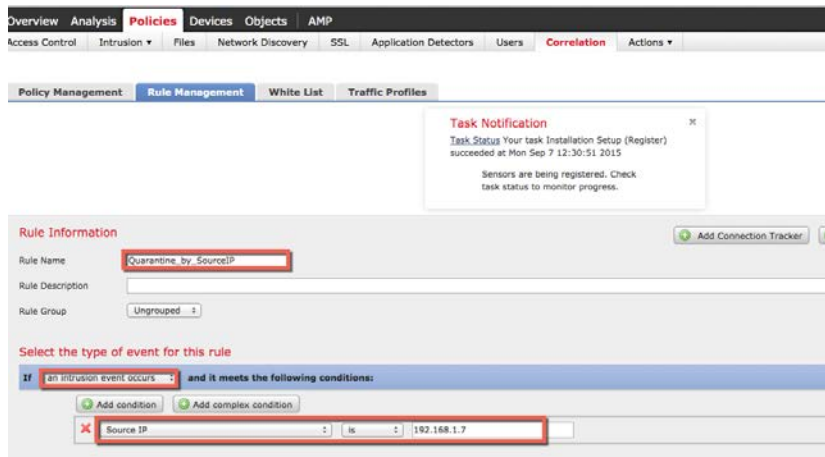 Overview Analysis Policies Devices Objects AMP
Access Control Intrusion ▾ Files Network Discovery SSL Application Detectors Users Correlation Actions ▾
Policy Management Rule Management White List Traffic Profiles
Task Notification
Task Status Your task Installation Setup (Register)
succeeded at Mon Sep 7 12:30:51 2015
Sensors are being registered. Check
task status to monitor progress.
Rule Information
Add Connection Tracker
Rule Name Quarantine_by_SourceIP
Rule Description
Rule Group Ungrouped
Select the type of event for this rule
If an intrusion event occurs and it meets the following conditions:
Add condition Add complex condition
Source IP is 192.168.1.7